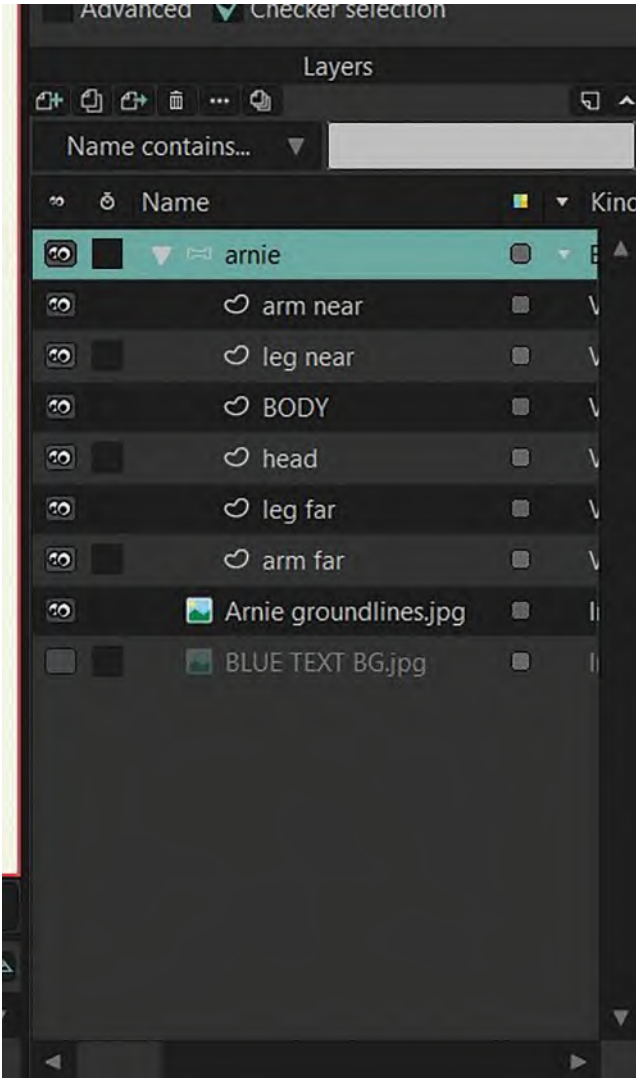 Advanced Checker selection
Layers
Name contains...
Name
arnie
arm near
leg near
BODY
head
leg far
arm far
Arnie groundlines.jpg
BLUE TEXT BG.jpg